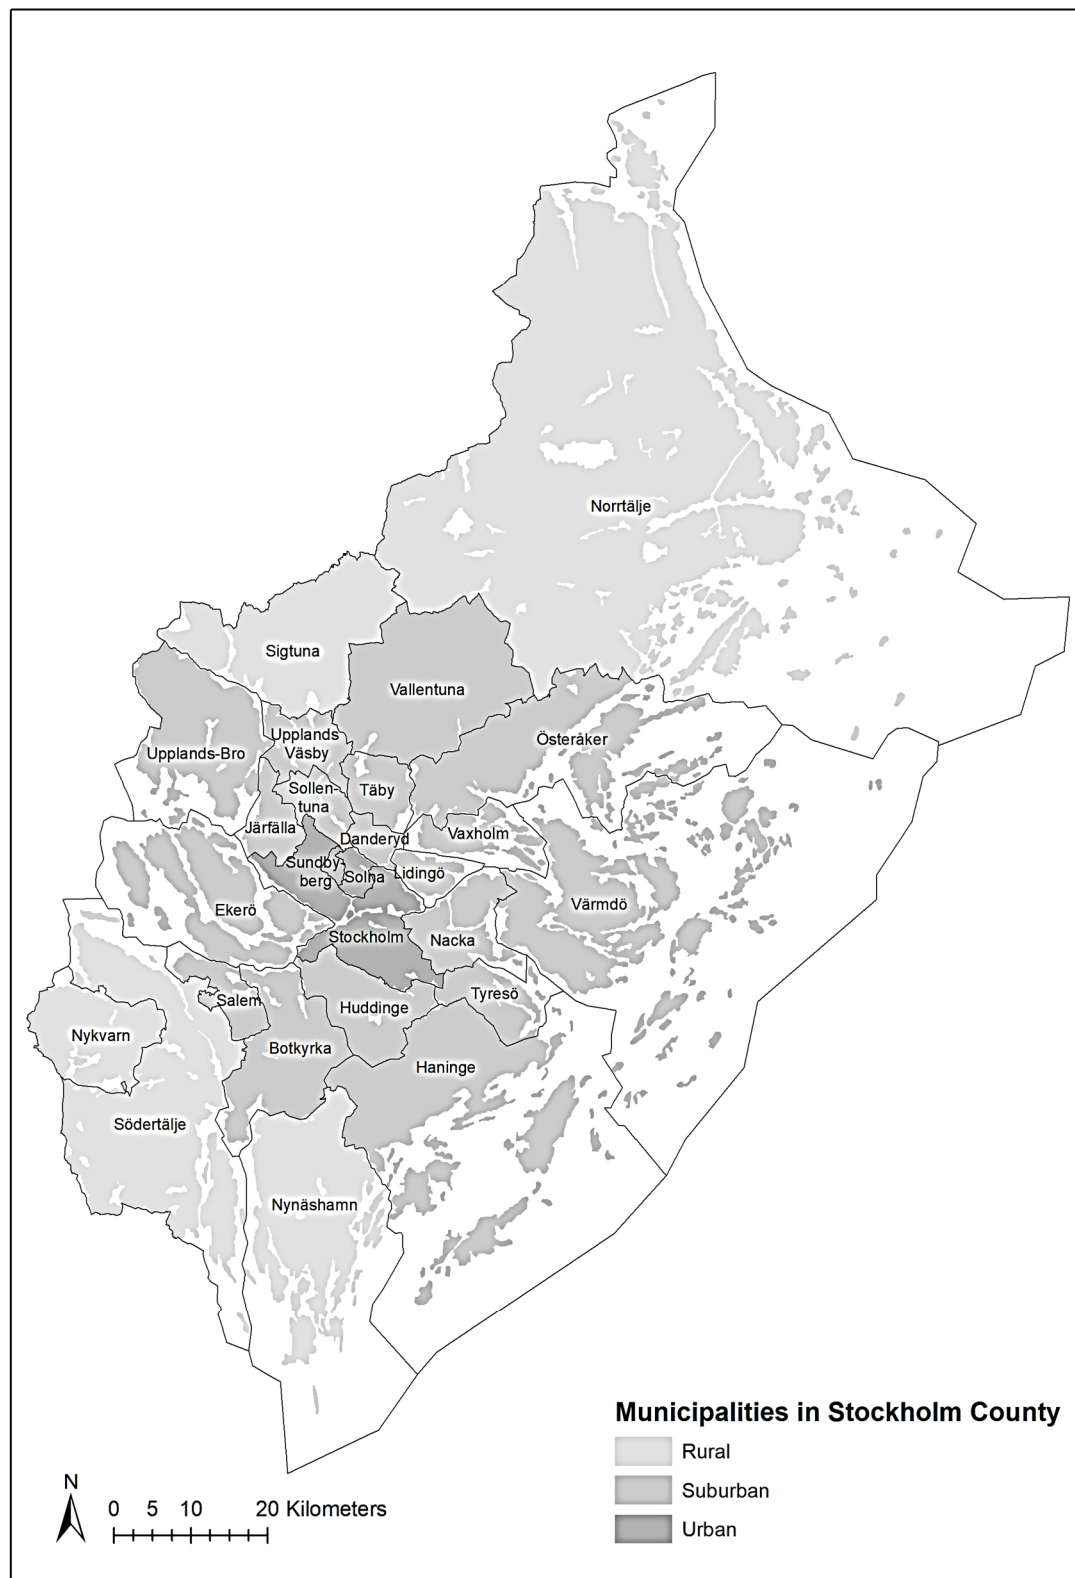 Norrtälje
Sigtuna
Vallentuna
Upplands
Väsby
Österåker
Upplands-Bro
Sollen-
tuna
Täby
Järfälla
Danderyd
Vaxholm
Sundby-
berg
Solna
Lidingö
Ekerö
Värmdö
Stockholm
Nacka
Salem
Huddinge
Tyresö
Nykvarn
Botkyrka
Haninge
Södertälje
Nynäshamn
Municipalities in Stockholm County
Rural
Suburban
Urban
N
0 5 10 20 Kilometers